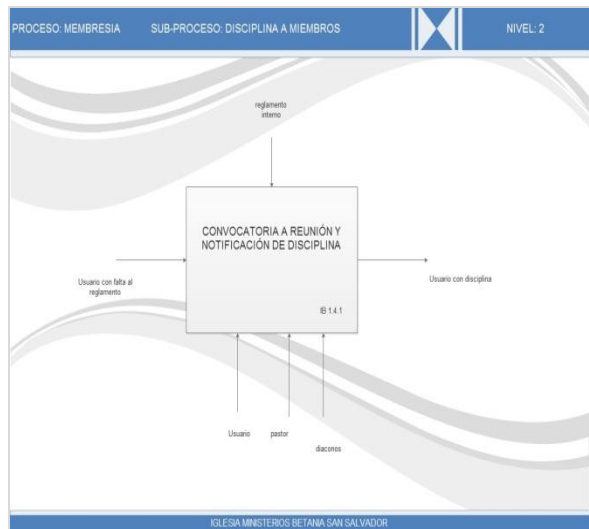 PROCESO: MEMBRESIA SUB-PROCESO: DISCIPLINA A MIEMBROS NIVEL: 2
reglamento
interno
CONVOCATORIA A REUNIÓN Y
NOTIFICACIÓN DE DISCIPLINA
Usuario con falta al
reglamento
Usuario con disciplina
IB 1.4.1
Usuario pastor
diaconos
IGLESIA MINISTERIOS BETANIA SAN SALVADOR